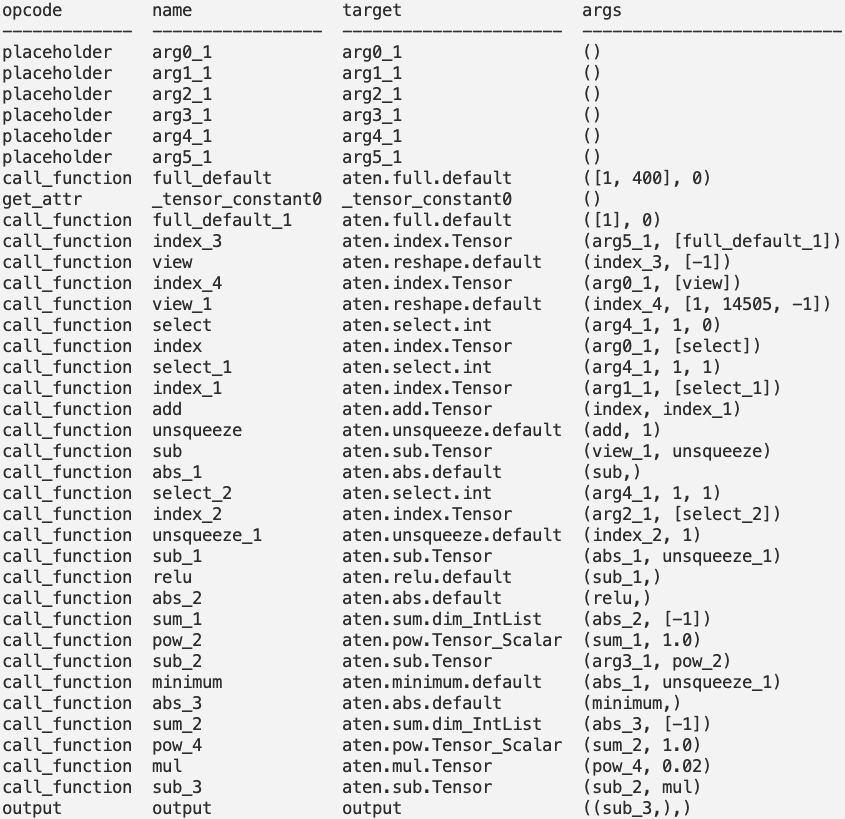 opcode         name               target                   args
-------------  -----------------  -----------------------  ---------------------------
placeholder    arg0_1             arg0_1                   ()
placeholder    arg1_1             arg1_1                   ()
placeholder    arg2_1             arg2_1                   ()
placeholder    arg3_1             arg3_1                   ()
placeholder    arg4_1             arg4_1                   ()
placeholder    arg5_1             arg5_1                   ()
call_function  full_default       aten.full.default        ([1, 400], 0)
get_attr       _tensor_constant0  _tensor_constant0        ()
call_function  full_default_1     aten.full.default        ([1], 0)
call_function  index_3            aten.index.Tensor        (arg5_1, [full_default_1])
call_function  view               aten.reshape.default     (index_3, [-1])
call_function  index_4            aten.index.Tensor        (arg0_1, [view])
call_function  view_1             aten.reshape.default     (index_4, [1, 14505, -1])
call_function  select             aten.select.int          (arg4_1, 1, 0)
call_function  index              aten.index.Tensor        (arg0_1, [select])
call_function  select_1           aten.select.int          (arg4_1, 1, 1)
call_function  index_1            aten.index.Tensor        (arg1_1, [select_1])
call_function  add                aten.add.Tensor          (index, index_1)
call_function  unsqueeze          aten.unsqueeze.default   (add, 1)
call_function  sub                aten.sub.Tensor          (view_1, unsqueeze)
call_function  abs_1              aten.abs.default         (sub,)
call_function  select_2           aten.select.int          (arg4_1, 1, 1)
call_function  index_2            aten.index.Tensor        (arg2_1, [select_2])
call_function  unsqueeze_1        aten.unsqueeze.default   (index_2, 1)
call_function  sub_1              aten.sub.Tensor          (abs_1, unsqueeze_1)
call_function  relu               aten.relu.default        (sub_1,)
call_function  abs_2              aten.abs.default         (relu,)
call_function  sum_1              aten.sum.dim_IntList     (abs_2, [-1])
call_function  pow_2              aten.pow.Tensor_Scalar   (sum_1, 1.0)
call_function  sub_2              aten.sub.Tensor          (arg3_1, pow_2)
call_function  minimum            aten.minimum.default     (abs_1, unsqueeze_1)
call_function  abs_3              aten.abs.default         (minimum,)
call_function  sum_2              aten.sum.dim_IntList     (abs_3, [-1])
call_function  pow_4              aten.pow.Tensor_Scalar   (sum_2, 1.0)
call_function  mul                aten.mul.Tensor          (pow_4, 0.02)
call_function  sub_3              aten.sub.Tensor          (sub_2, mul)
output         output             output                   ((sub_3,),)